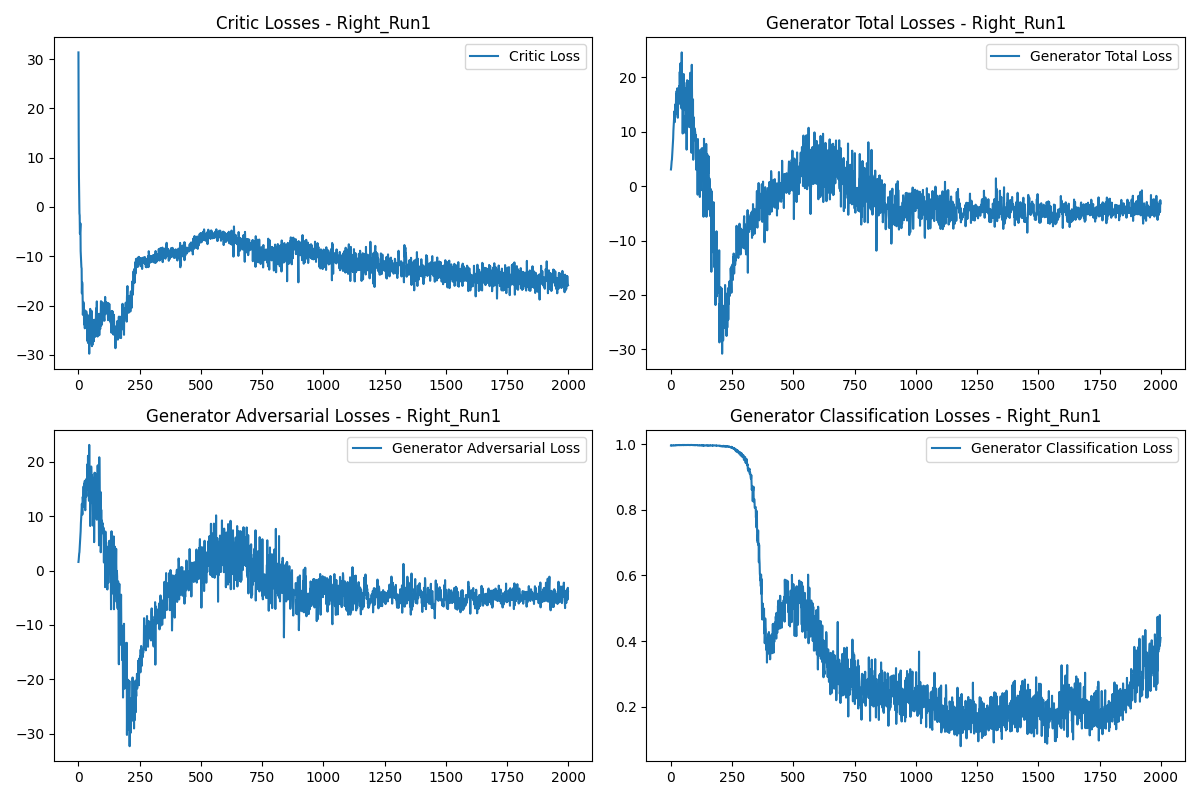 Critic Losses - Right_Run1
Critic Loss
30
20
10
0
−10
−20
−30
0 250 500 750 1000 1250 1500 1750 2000
Generator Total Losses - Right_Run1
Generator Total Loss
20
10
0
−10
−20
−30
0 250 500 750 1000 1250 1500 1750 2000
Generator Adversarial Losses - Right_Run1
Generator Adversarial Loss
20
10
0
−10
−20
−30
0 250 500 750 1000 1250 1500 1750 2000
Generator Classification Losses - Right_Run1
Generator Classification Loss
1.0
0.8
0.6
0.4
0.2
0 250 500 750 1000 1250 1500 1750 2000